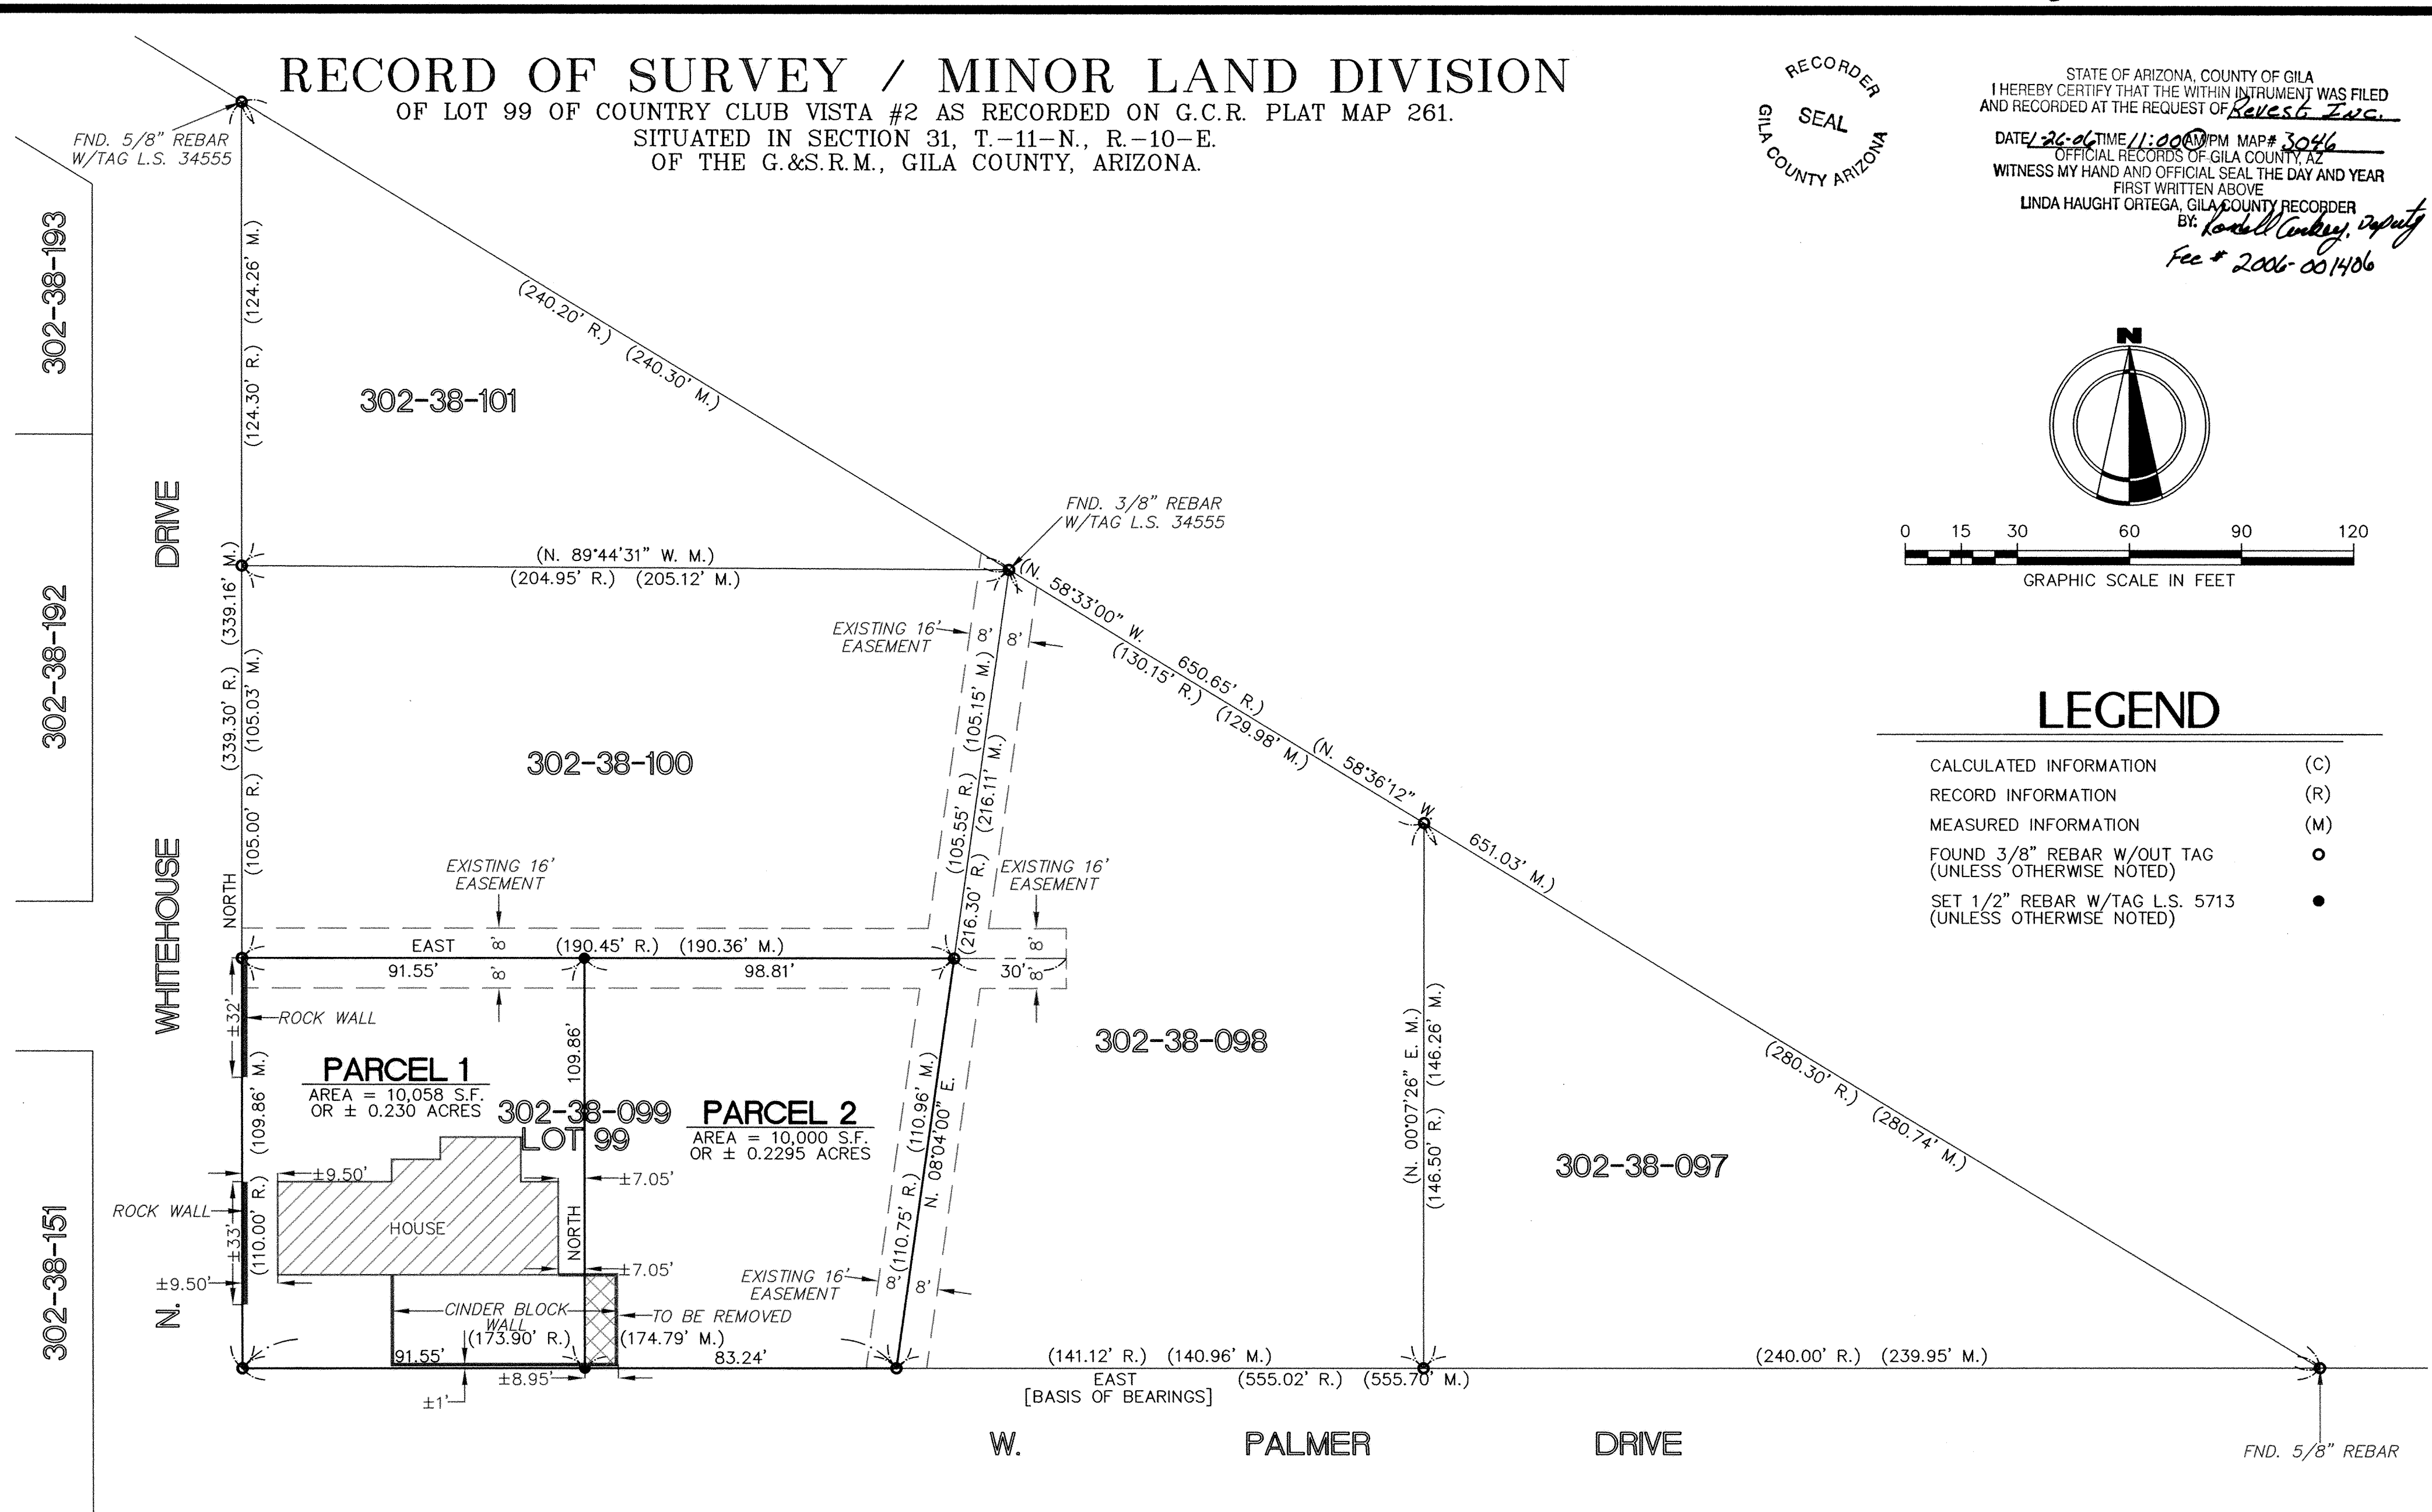 RECORD OF SURVEY / MINOR LAND DIVISION
OF LOT 99 OF COUNTRY CLUB VISTA #2 AS RECORDED ON G.C.R. PLAT MAP 261.
SITUATED IN SECTION 31, T.-11-N., R.-10-E.
OF THE G.&S.R.M., GILA COUNTY, ARIZONA.
RECORDER
SEAL
GILA COUNTY ARIZONA
STATE OF ARIZONA, COUNTY OF GILA
I HEREBY CERTIFY THAT THE WITHIN INTRUMENT WAS FILED
AND RECORDED AT THE REQUEST OF Revest Inc.
DATE 1-26-06 TIME 11:00 AM/PM MAP# 3046
OFFICIAL RECORDS OF GILA COUNTY, AZ
WITNESS MY HAND AND OFFICIAL SEAL THE DAY AND YEAR
FIRST WRITTEN ABOVE
LINDA HAUGHT ORTEGA, GILA COUNTY RECORDER
BY: Deputy
Fee # 2006-001406
N
0 15 30 60 90 120
GRAPHIC SCALE IN FEET
LEGEND
CALCULATED INFORMATION (C)
RECORD INFORMATION (R)
MEASURED INFORMATION (M)
FOUND 3/8" REBAR W/OUT TAG
(UNLESS OTHERWISE NOTED)
SET 1/2" REBAR W/TAG L.S. 5713
(UNLESS OTHERWISE NOTED)
FND. 5/8" REBAR
W/TAG L.S. 34555
302-38-193
302-38-192
302-38-151
N. WHITEHOUSE DRIVE
(124.30' R.) (124.26' M.)
(240.20' R.) (240.30' M.)
302-38-101
FND. 3/8" REBAR
W/TAG L.S. 34555
(N. 89°44'31" W. M.)
(204.95' R.) (205.12' M.)
NORTH (339.30' R.) (339.16' M.)
(105.00' R.) (105.03' M.)
EXISTING 16'
EASEMENT
8' 8'
(N. 58°33'00" W. 650.65' R.)
(130.15' R.) (129.98' M.)
(N. 58°36'12" W. 651.03' M.)
302-38-100
(105.55' R.) (105.15' M.)
(216.30' R.) (216.11' M.)
EXISTING 16'
EASEMENT
EXISTING 16'
EASEMENT
EAST 8' (190.45' R.) (190.36' M.) 8'
91.55' 8' 98.81' 30' 8'
±32'
ROCK WALL
(110.00' R.) (109.86' M.)
109.86'
NORTH
PARCEL 1
AREA = 10,058 S.F.
OR ± 0.230 ACRES
302-38-099
LOT 99
PARCEL 2
AREA = 10,000 S.F.
OR ± 0.2295 ACRES
(110.75' R.) (110.96' M.)
N. 08°04'00" E.
302-38-098
(N. 00°07'26" E. M.)
(146.50' R.) (146.26' M.)
302-38-097
(280.30' R.) (280.74' M.)
±9.50'
±7.05'
ROCK WALL
±33'
HOUSE
±9.50'
±7.05'
EXISTING 16'
EASEMENT
8' 8'
CINDER BLOCK
WALL
TO BE REMOVED
(173.90' R.) (174.79' M.)
91.55' 83.24'
(141.12' R.) (140.96' M.)
(240.00' R.) (239.95' M.)
±8.95'
±1'
EAST (555.02' R.) (555.70' M.)
[BASIS OF BEARINGS]
W. PALMER DRIVE
FND. 5/8" REBAR